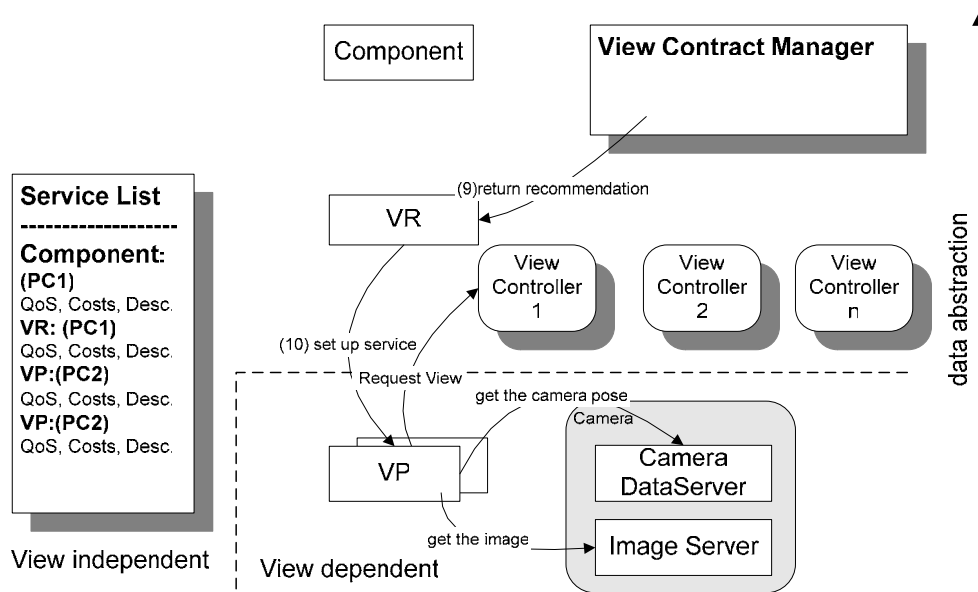 Component
View Contract Manager
Service List
-------------------
Component:
(PC1)
QoS, Costs, Desc.
VR: (PC1)
QoS, Costs, Desc.
VP:(PC2)
QoS, Costs, Desc.
VP:(PC2)
QoS, Costs, Desc.
View independent
(9)return recommendation
VR
View
Controller
1
View
Controller
2
View
Controller
n
data abstraction
(10) set up service
Request View
get the camera pose
Camera
VP
Camera
DataServer
get the image
Image Server
View dependent